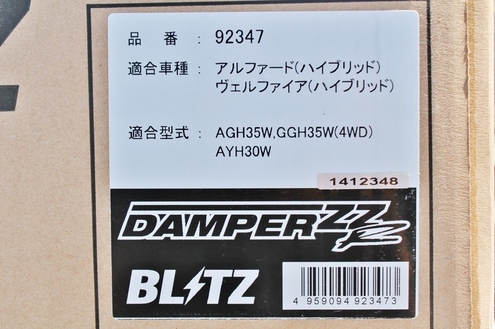 品 番 : 92347
適合車種 : アルファード(ハイブリッド)
ヴェルファイア(ハイブリッド)
適合型式 : AGH35W,GGH35W(4WD)
AYH30W
1412348
DAMPER ZZ-R
BLITZ
4 959094 923473